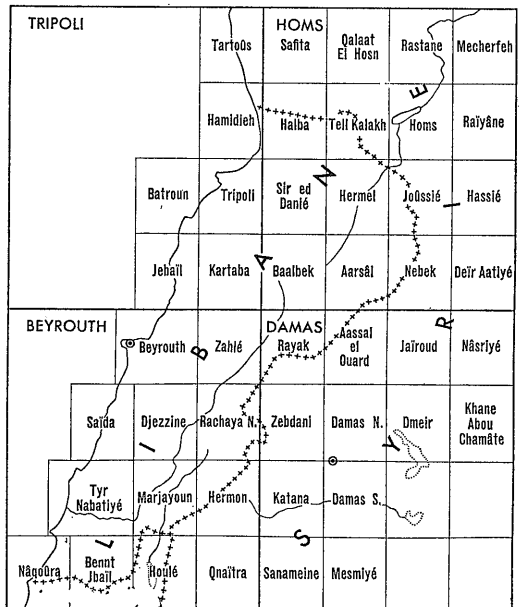 TRIPOLI
HOMS
Tartoûs
Safita
Qalaat
El Hosn
Rastane
Mecherfeh
Hamidieh
Halba
Tell Kalakh
Homs
Raïyâne
Batroun
Tripoli
Sir ed
Danié
Hermel
Joûssié
Hassié
Jebaïl
Kartaba
Baalbek
Aarsâl
Nebek
Deïr Aatiyé
BEYROUTH
DAMAS
Beyrouth
Zahlé
Rayak
Aassal
el
Ouard
Jaïroud
Nâsriyé
Saïda
Djezzine
Rachaya N.
Zebdani
Damas N.
Dmeir
Khane
Abou
Chamâte
Tyr
Nabatiyé
Marjayoun
Hermon
Katana
Damas S.
Nâqoûra
Bennt
Jbaïl
Houlé
Qnaïtra
Sanameine
Mesmiyé
LIBAN
SYRIE